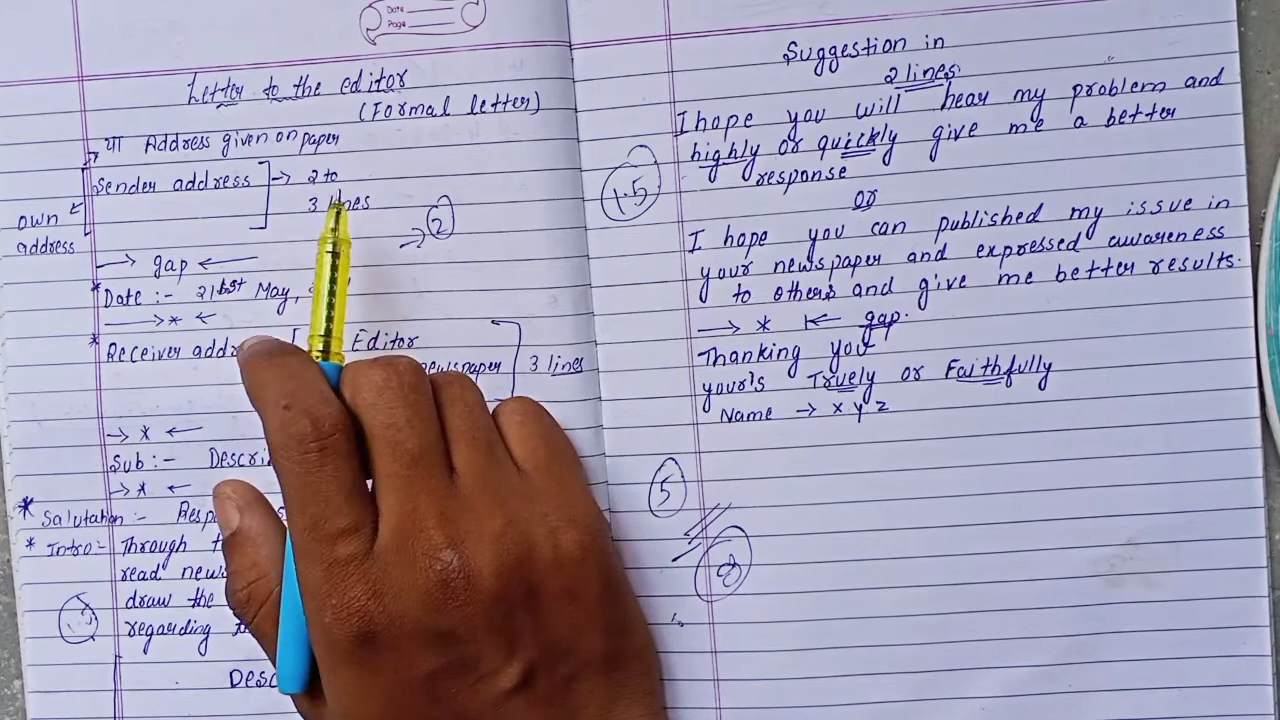 Date
Page
Letter to the editor
(Formal letter)
या Address given on paper
Sender address → 2 to
3 lines
own
address
→ 2
→ gap ←
* Date :- 21st May,
→ * ←
* Receiver Editor
newspaper
3 lines
→ * ←
Sub :-
→ * ←
* Salutation :-
* Intro :- Through
read
draw the
regarding
Suggestion in
2 lines.
I hope you will hear my problem and
highly or quickly give me a better
response
1.5
or
I hope you can published my issue in
your newspaper and expressed awareness
to others and give me better results.
→ * ← gap.
Thanking you
your's Truely or Faithfully
Name → x y z
5
8